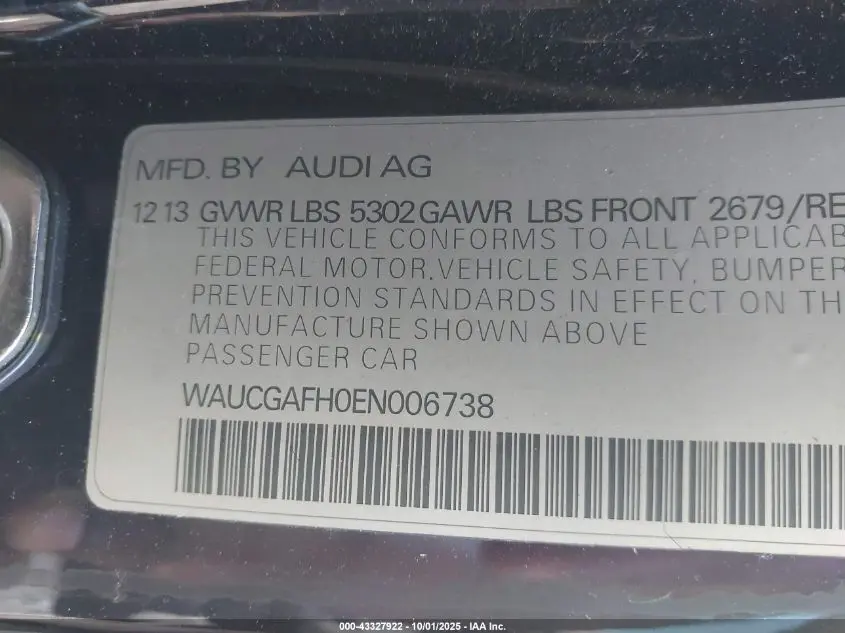 MFD. BY AUDI AG
12 13 GVWR LBS 5302 GAWR LBS FRONT 2679/RE
THIS VEHICLE CONFORMS TO ALL APPLICAB
FEDERAL MOTOR.VEHICLE SAFETY, BUMPER
PREVENTION STANDARDS IN EFFECT ON TH
MANUFACTURE SHOWN ABOVE
PASSENGER CAR
WAUCGAFH0EN006738
000-43327922 - 10/01/2025 - IAA Inc.